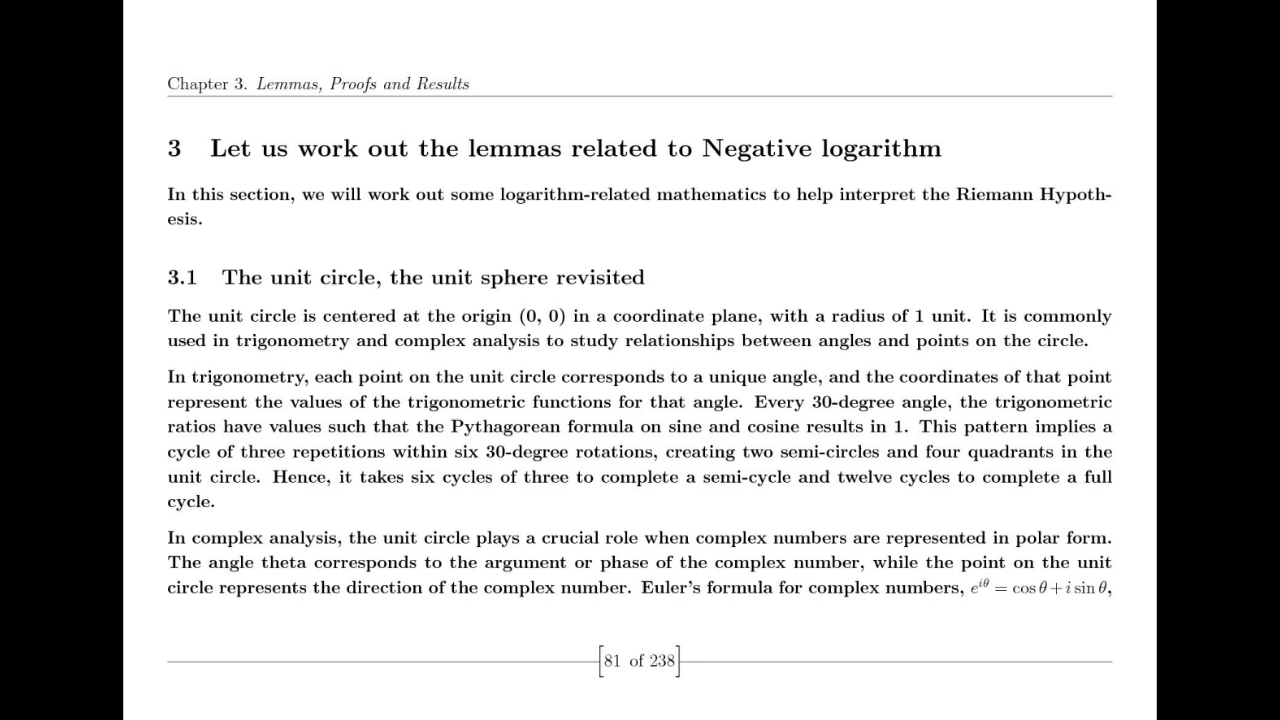 Chapter 3. Lemmas, Proofs and Results
3 Let us work out the lemmas related to Negative logarithm
In this section, we will work out some logarithm-related mathematics to help interpret the Riemann Hypoth-
esis.
3.1 The unit circle, the unit sphere revisited
The unit circle is centered at the origin (0, 0) in a coordinate plane, with a radius of 1 unit. It is commonly
used in trigonometry and complex analysis to study relationships between angles and points on the circle.
In trigonometry, each point on the unit circle corresponds to a unique angle, and the coordinates of that point
represent the values of the trigonometric functions for that angle. Every 30-degree angle, the trigonometric
ratios have values such that the Pythagorean formula on sine and cosine results in 1. This pattern implies a
cycle of three repetitions within six 30-degree rotations, creating two semi-circles and four quadrants in the
unit circle. Hence, it takes six cycles of three to complete a semi-cycle and twelve cycles to complete a full
cycle.
In complex analysis, the unit circle plays a crucial role when complex numbers are represented in polar form.
The angle theta corresponds to the argument or phase of the complex number, while the point on the unit
circle represents the direction of the complex number. Euler's formula for complex numbers, e^{iθ} = cos θ + i sin θ,
[81 of 238]